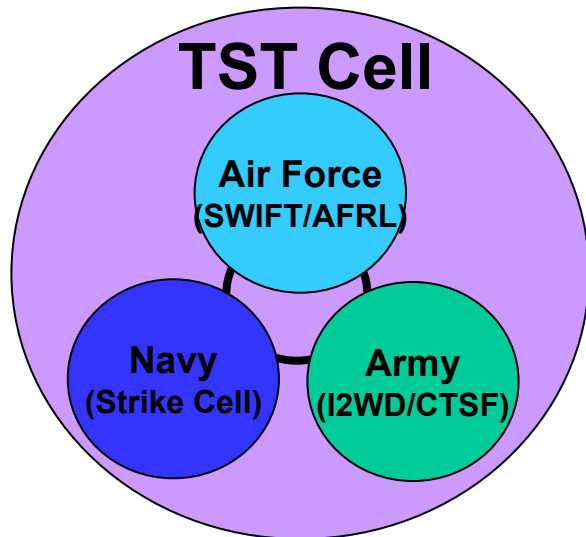 TST Cell
Air Force
(SWIFT/AFRL)
Navy
(Strike Cell)
Army
(I2WD/CTSF)